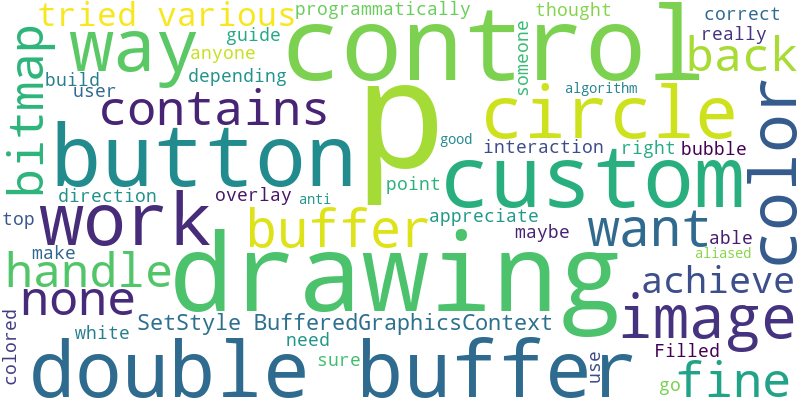 tried various
programmatically
thought
correct
guide
way
control
really
anyone
someone
back
build
depending
user
bitmap
contains
p
circle
algorithm
color
button
good
interaction
right
bubble
direction
overlay
anti
point
custom
top
work
buffer
appreciate
maybe
want
able
make
aliased
handle
drawing
achieve
none
image
colored
SetStyle BufferedGraphicsContext
white
need
Filled
double buffer
sure
use
go
fine